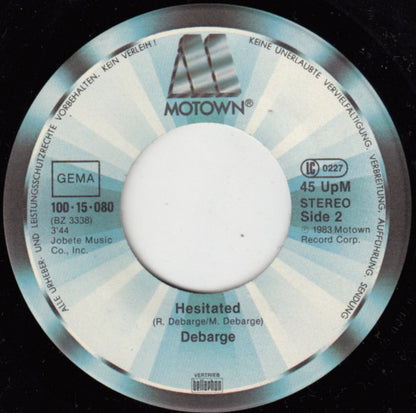 ALLE URHEBER- UND LEISTUNGSSCHUTZRECHTE VORBEHALTEN. KEIN VERLEIH! KEINE UNERLAUBTE VERVIELFÄLTIGUNG, VERMIETUNG, AUFFÜHRUNG, SENDUNG
MOTOWN®
GEMA
100·15·080
(BZ 3338)
3'44
Jobete Music
Co., Inc.
LC 0227
45 UpM
STEREO
Side 2
℗ 1983 Motown
Record Corp.
Hesitated
(R. Debarge/M. Debarge)
Debarge
VERTRIEB
bellaphon